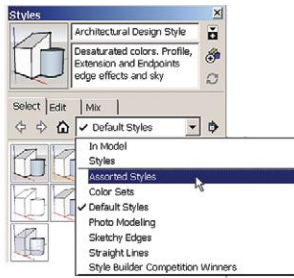 Styles
Architectural Design Style
Desaturated colors. Profile,
Extension and Endpoints
edge effects and sky
Select Edit Mix
Default Styles
In Model
Styles
Assorted Styles
Color Sets
Default Styles
Photo Modeling
Sketchy Edges
Straight Lines
Style Builder Competition Winners